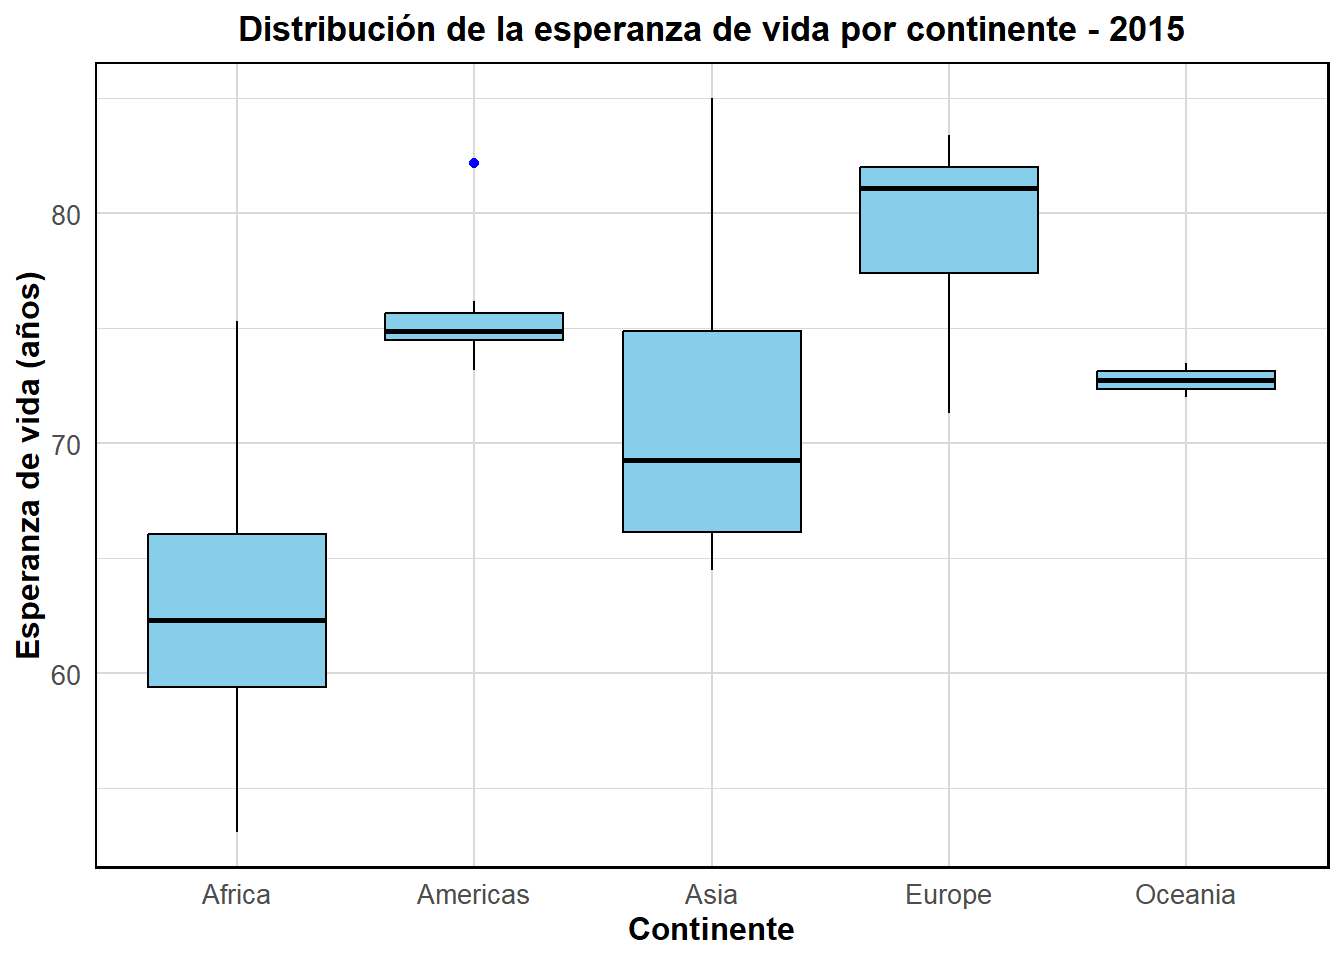 Distribución de la esperanza de vida por continente - 2015
Esperanza de vida (años)
80
70
60
Africa
Americas
Asia
Europe
Oceania
Continente